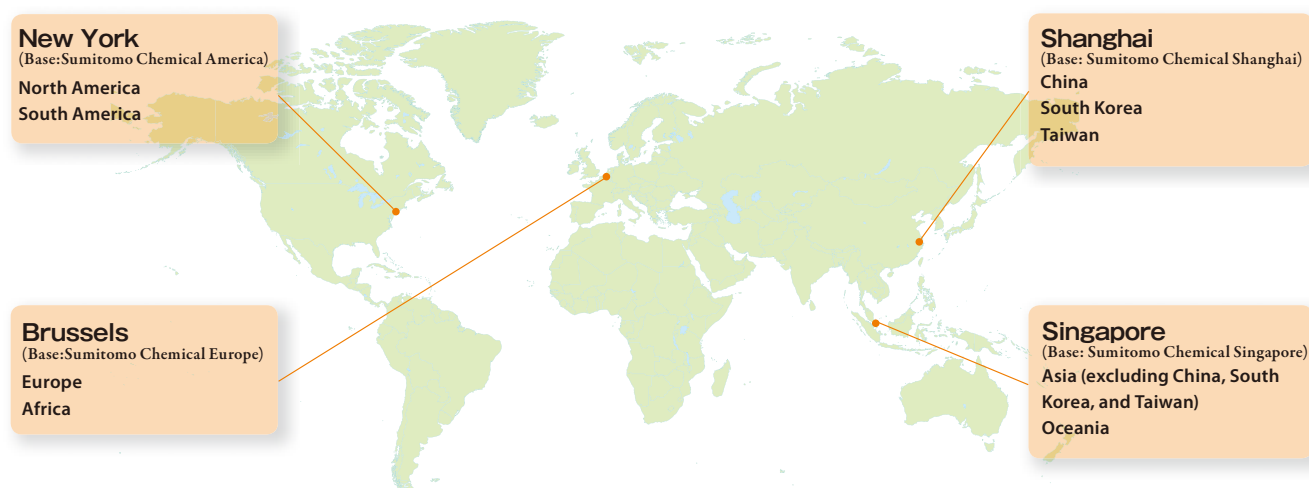 New York
(Base:Sumitomo Chemical America)
North America
South America
Shanghai
(Base: Sumitomo Chemical Shanghai)
China
South Korea
Taiwan
Brussels
(Base:Sumitomo Chemical Europe)
Europe
Africa
Singapore
(Base: Sumitomo Chemical Singapore)
Asia (excluding China, South
Korea, and Taiwan)
Oceania